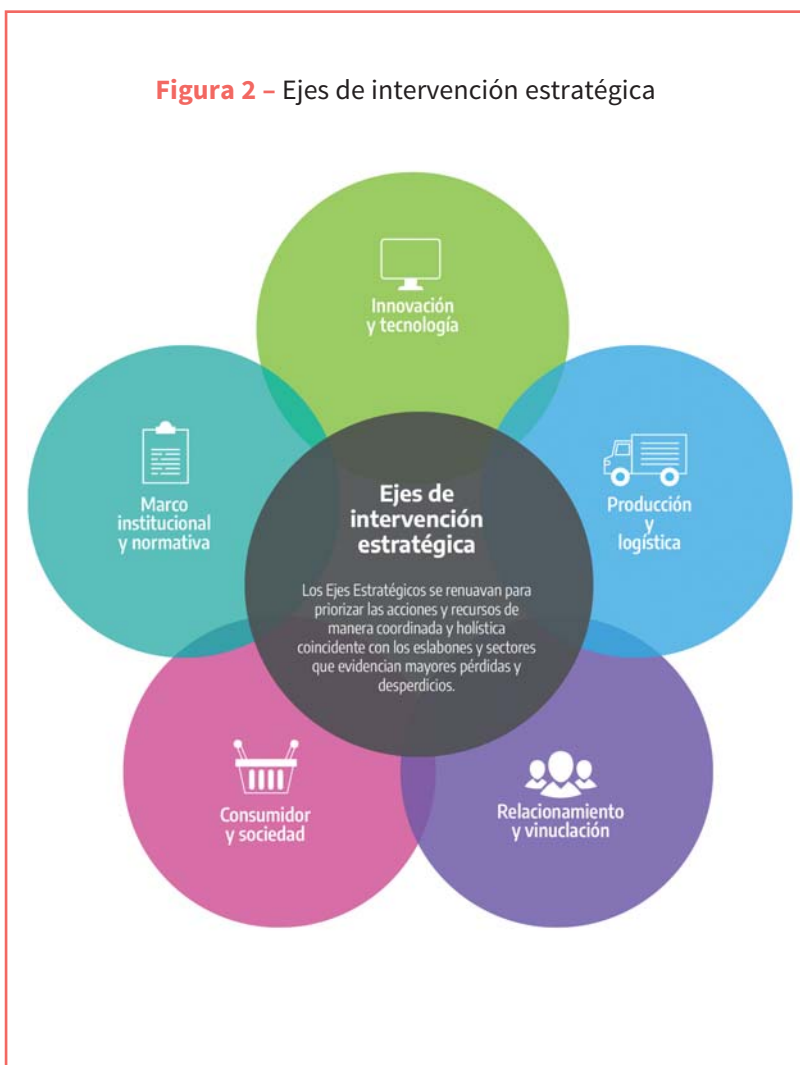 Figura 2 – Ejes de intervención estratégica
Innovación
y tecnología
Marco
institucional
y normativa
Producción
y
logística
Ejes de
intervención
estratégica
Los Ejes Estratégicos se renuavan para
priorizar las acciones y recursos de
manera coordinada y holística
coincidente con los eslabones y sectores
que evidencian mayores pérdidas y
desperdicios.
Consumidor
y sociedad
Relacionamiento
y vinuclación